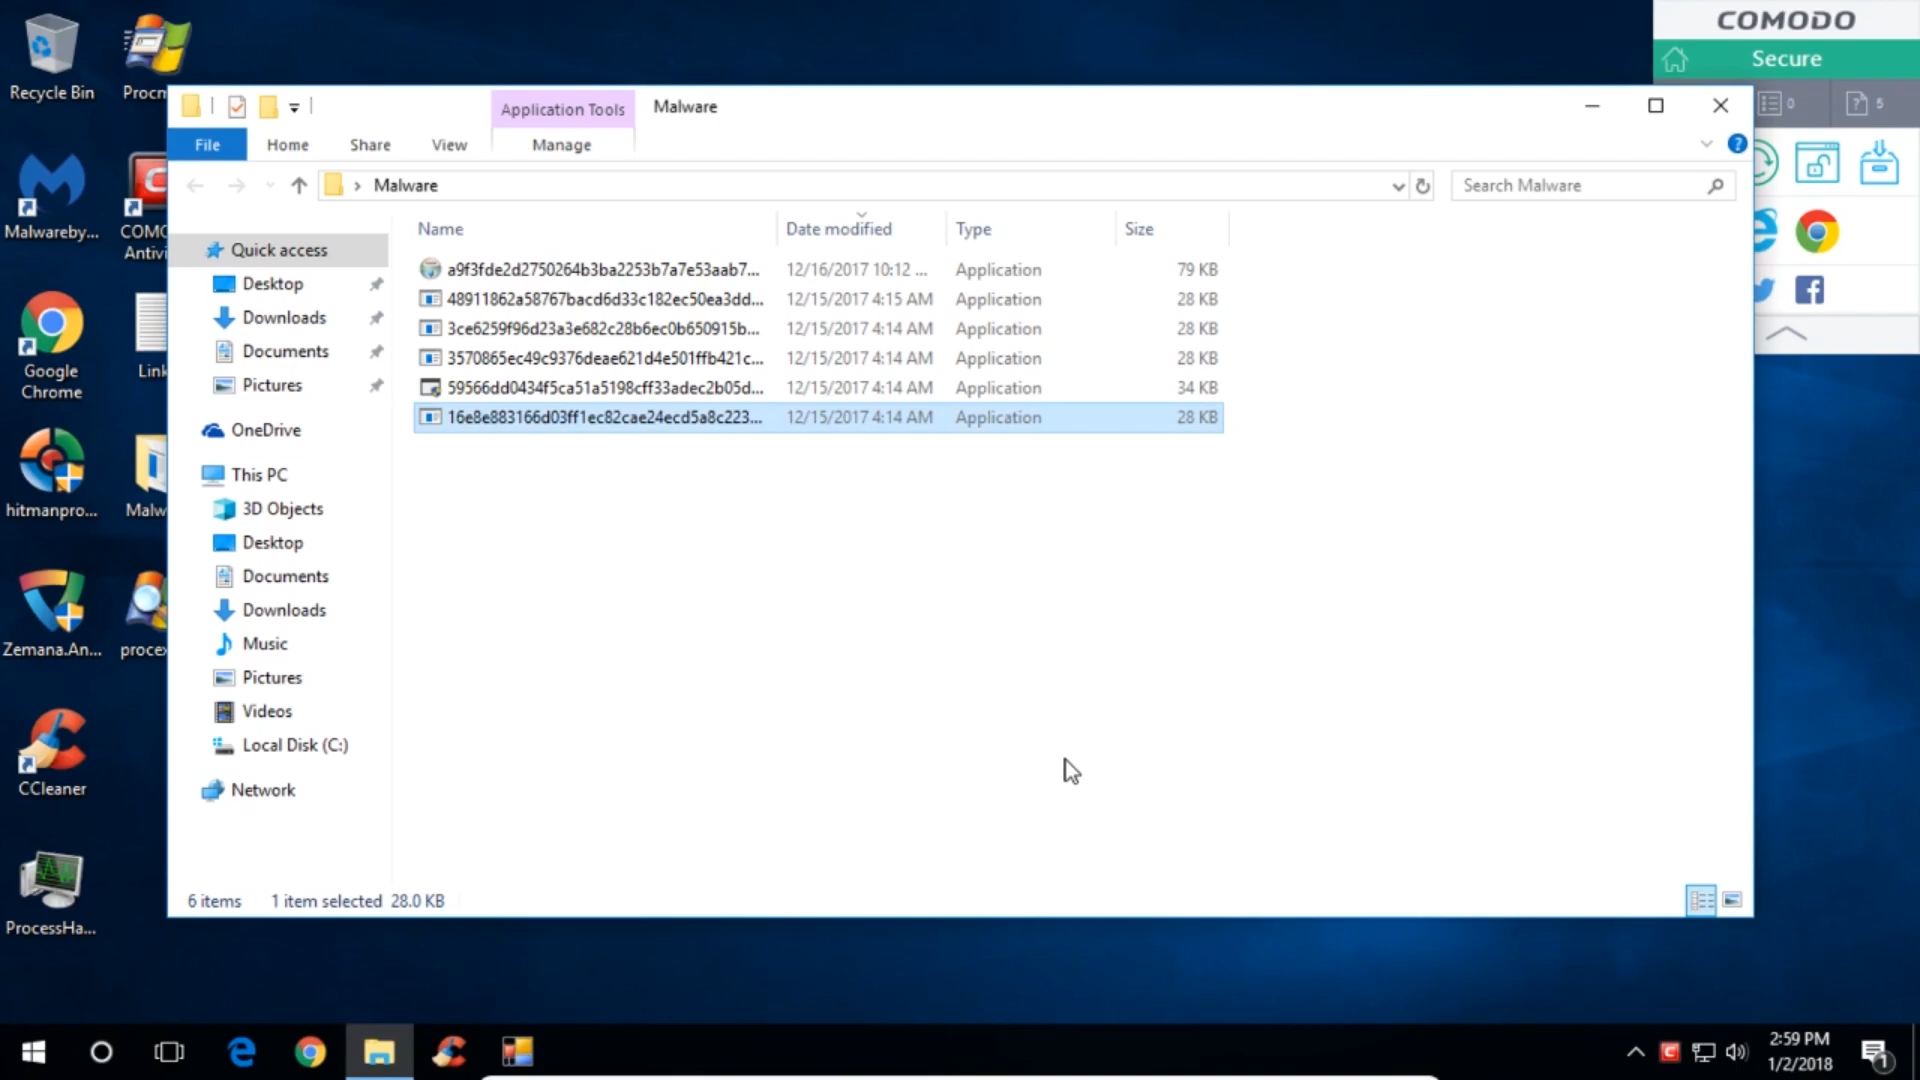 COMODO
Secure
0
5
Recycle Bin
Procm
Malwareby...
COMO
Antivi
Google
Chrome
Link
hitmanpro...
Malw
Zemana.An...
procex
CCleaner
ProcessHa...
Application Tools
Malware
File
Home
Share
View
Manage
?
Malware
Search Malware
Quick access
Desktop
Downloads
Documents
Pictures
OneDrive
This PC
3D Objects
Desktop
Documents
Downloads
Music
Pictures
Videos
Local Disk (C:)
Network
Name Date modified Type Size
a9f3fde2d2750264b3ba2253b7a7e53aab7... 12/16/2017 10:12 ... Application 79 KB
48911862a58767bacd6d33c182ec50ea3dd... 12/15/2017 4:15 AM Application 28 KB
3ce6259f96d23a3e682c28b6ec0b650915b... 12/15/2017 4:14 AM Application 28 KB
3570865ec49c9376deae621d4e501ffb421c... 12/15/2017 4:14 AM Application 28 KB
59566dd0434f5ca51a5198cff33adec2b05d... 12/15/2017 4:14 AM Application 34 KB
16e8e883166d03ff1ec82cae24ecd5a8c223... 12/15/2017 4:14 AM Application 28 KB
6 items 1 item selected 28.0 KB
2:59 PM
1/2/2018
1